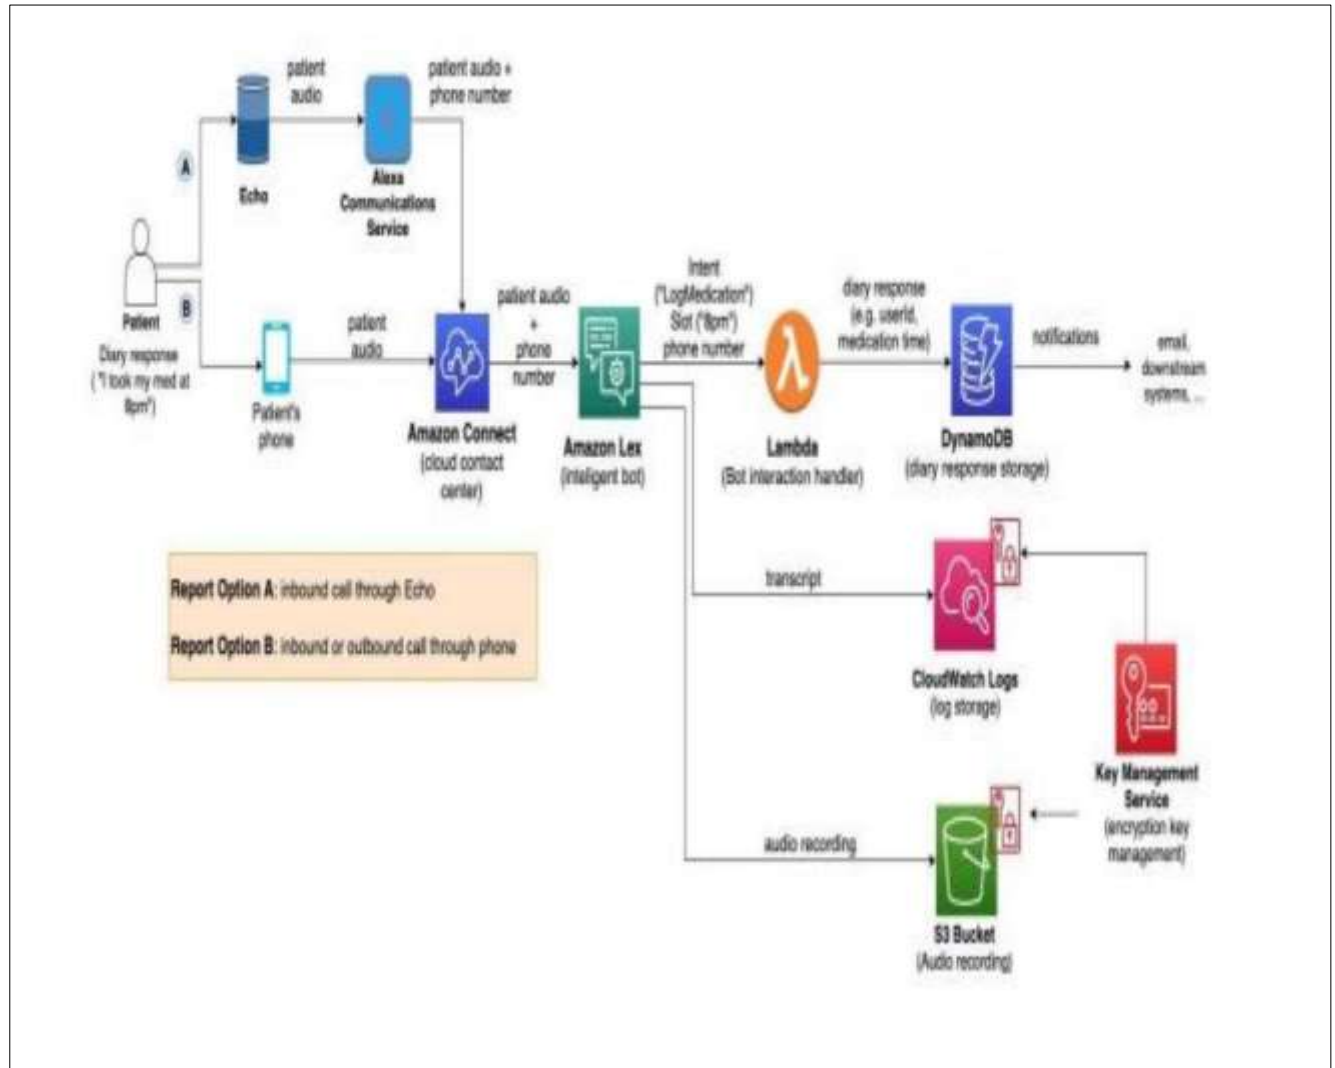 patient
audio
patient audio +
phone number
A
Echo
Alexa
Communications
Service
B
Patient
Diary response
( "I took my med at
8pm")
patient
audio
Patient's
phone
patient audio
+
phone
number
Amazon Connect
(cloud contact
center)
Amazon Lex
(inteligent bot)
Intent
("LogMedication")
Slot ("8pm")
phone number
Lambda
(Bot interaction handler)
diary response
(e.g. userId,
medication time)
DynamoDB
(diary response storage)
notifications
email,
downstream
systems, ...
Report Option A: inbound call through Echo
Report Option B: inbound or outbound call through phone
transcript
CloudWatch Logs
(log storage)
Key Management
Service
(encryption key
management)
audio recording
S3 Bucket
(Audio recording)